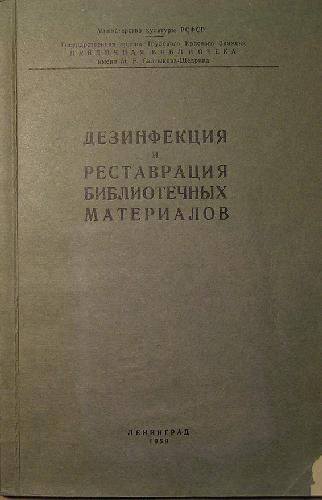 Министерство культуры РСФСР
Государственная ордена Трудового Красного Знамени
ПУБЛИЧНАЯ БИБЛИОТЕКА
имени М. Е. Салтыкова-Щедрина
ДЕЗИНФЕКЦИЯ
и
РЕСТАВРАЦИЯ
БИБЛИОТЕЧНЫХ
МАТЕРИАЛОВ
ЛЕНИНГРАД
1959